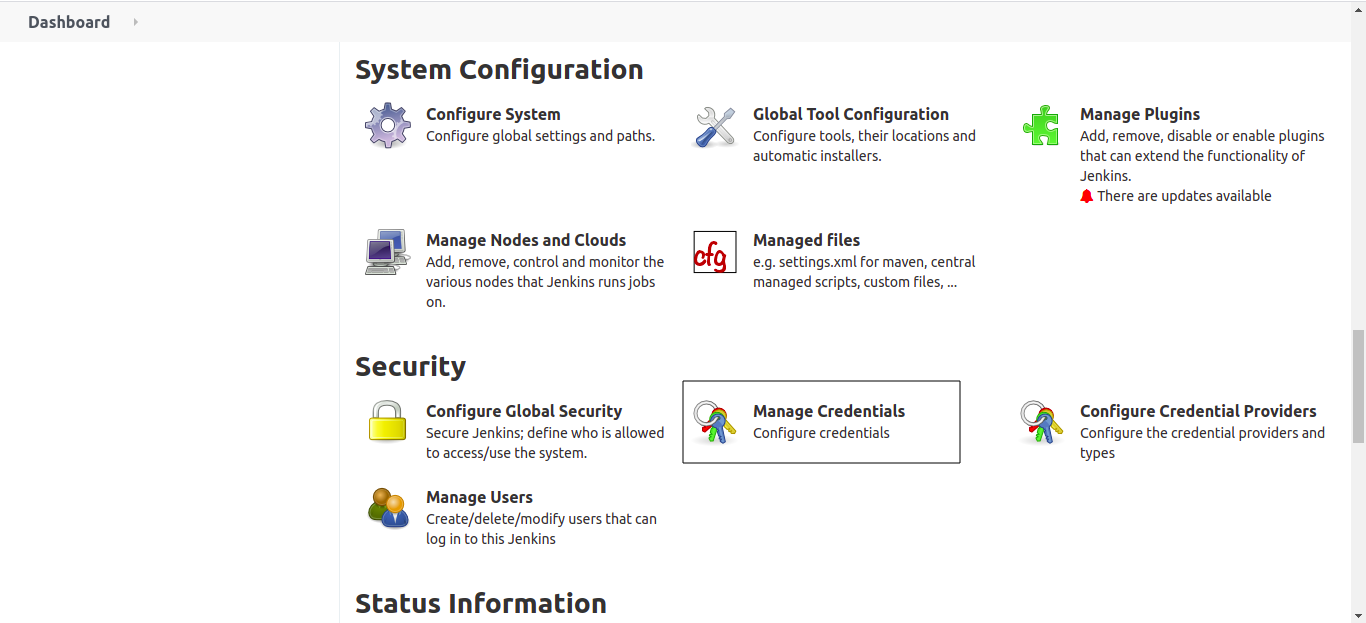 Dashboard
System Configuration
Configure System
Configure global settings and paths.
Global Tool Configuration
Configure tools, their locations and
automatic installers.
Manage Plugins
Add, remove, disable or enable plugins
that can extend the functionality of
Jenkins.
There are updates available
Manage Nodes and Clouds
Add, remove, control and monitor the
various nodes that Jenkins runs jobs
on.
cfg
Managed files
e.g. settings.xml for maven, central
managed scripts, custom files, ...
Security
Configure Global Security
Secure Jenkins; define who is allowed
to access/use the system.
Manage Credentials
Configure credentials
Configure Credential Providers
Configure the credential providers and
types
Manage Users
Create/delete/modify users that can
log in to this Jenkins
Status Information